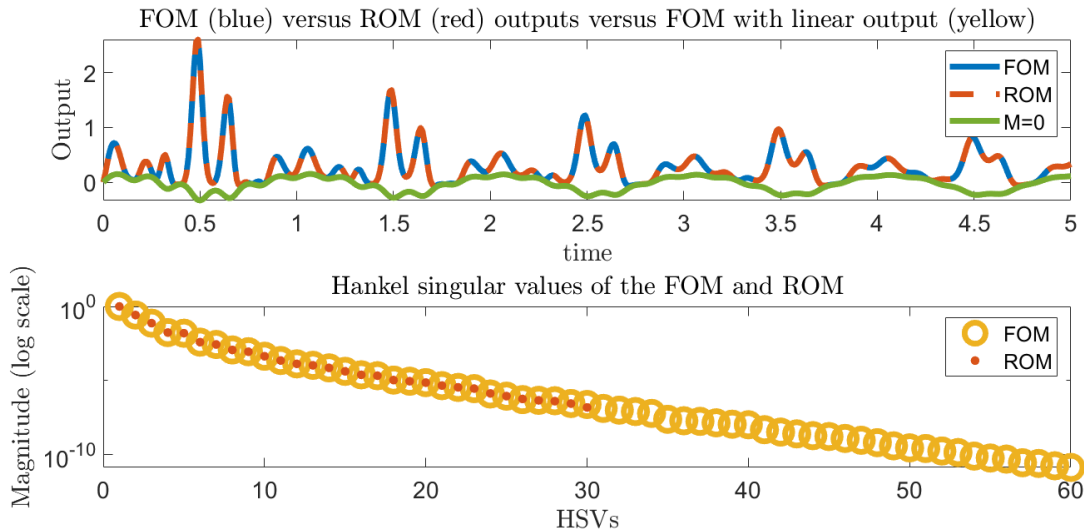 FOM (blue) versus ROM (red) outputs versus FOM with linear output (yellow)
Output
2
1
0
FOM
ROM
M=0
0 0.5 1 1.5 2 2.5 3 3.5 4 4.5 5
time
Hankel singular values of the FOM and ROM
Magnitude (log scale)
10^0
10^-10
FOM
ROM
0 10 20 30 40 50 60
HSVs